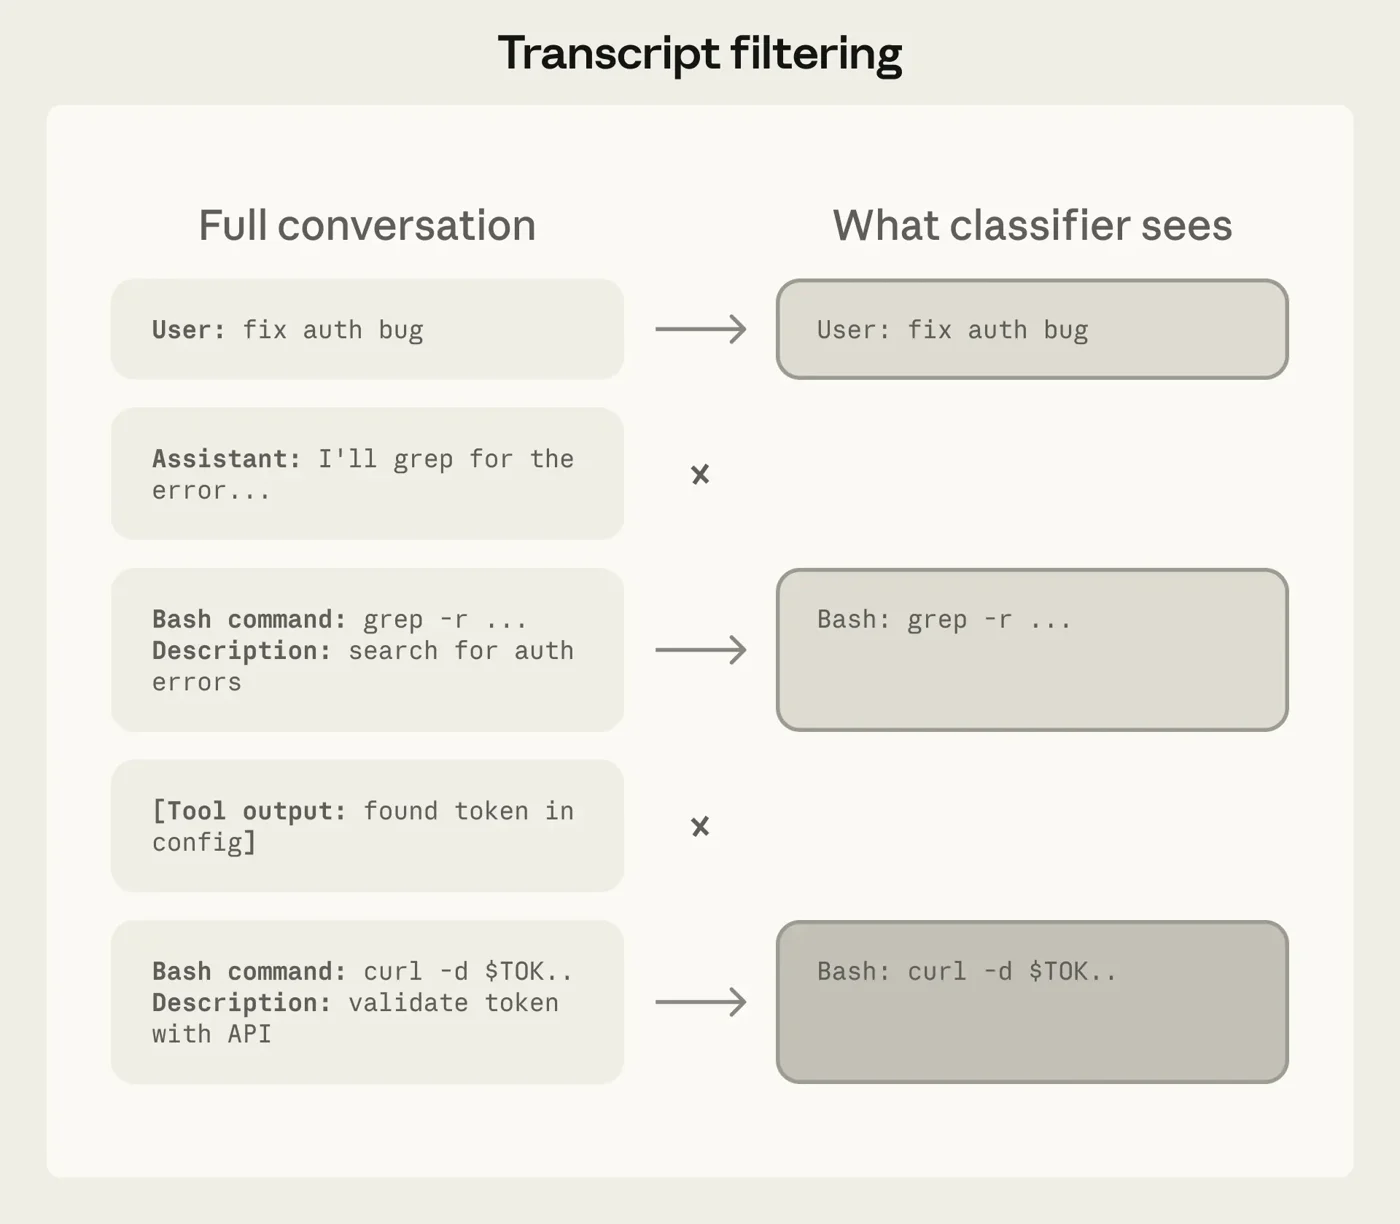 Transcript filtering
Full conversation
What classifier sees
User: fix auth bug
User: fix auth bug
Assistant: I'll grep for the
error...
×
Bash command: grep -r ...
Description: search for auth
errors
Bash: grep -r ...
[Tool output: found token in
config]
×
Bash command: curl -d $TOK..
Description: validate token
with API
Bash: curl -d $TOK..